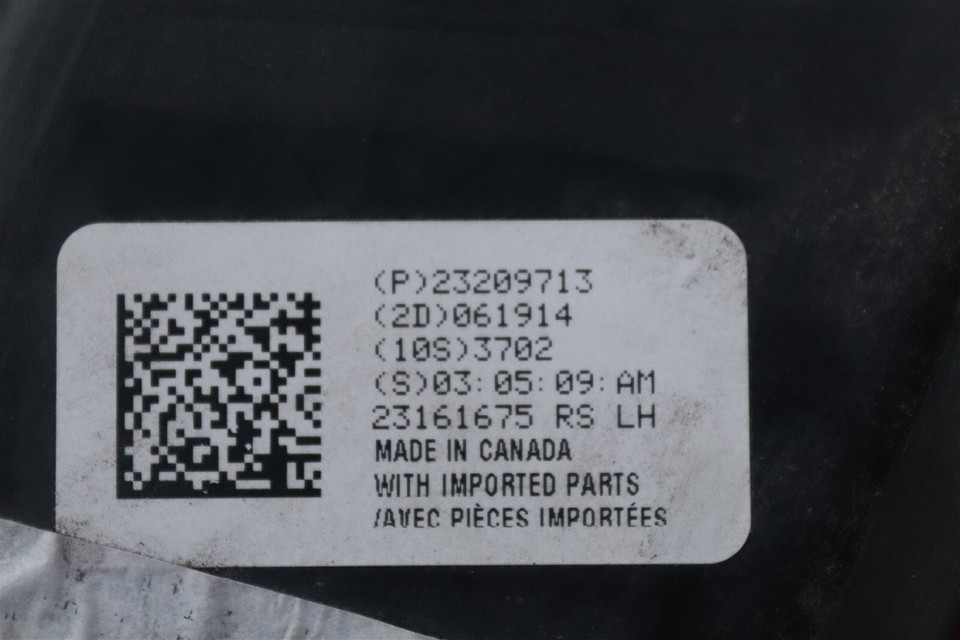 (P)23209713
(2D)061914
(10S)3702
(S)03:05:09:AM
23161675 RS LH
MADE IN CANADA
WITH IMPORTED PARTS
/AVEC PIÈCES IMPORTÉES